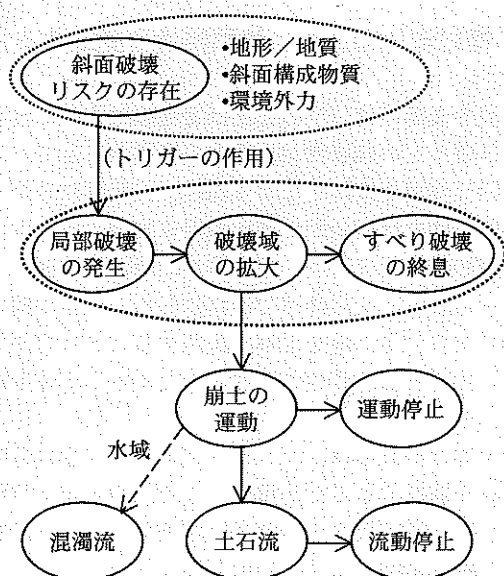 斜面破壊
リスクの存在
•地形／地質
•斜面構成物質
•環境外力
(トリガーの作用)
局部破壊
の発生
破壊域
の拡大
すべり破壊
の終息
崩土の
運動
運動停止
水域
混濁流
土石流
流動停止